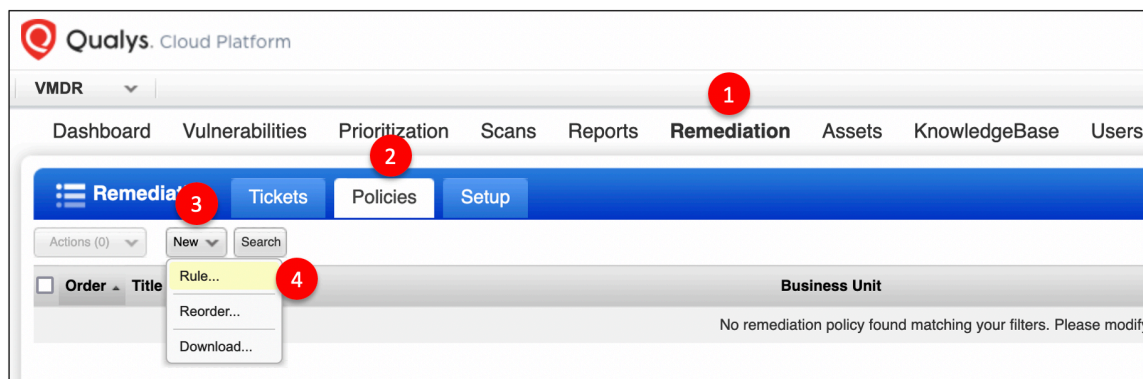 Qualys. Cloud Platform
VMDR
1
Dashboard Vulnerabilities Prioritization Scans Reports Remediation Assets KnowledgeBase Users
2
Remedia Tickets Policies Setup
3
Actions (0) New Search
Rule...
4
Order Title Business Unit
Reorder...
No remediation policy found matching your filters. Please modify
Download...